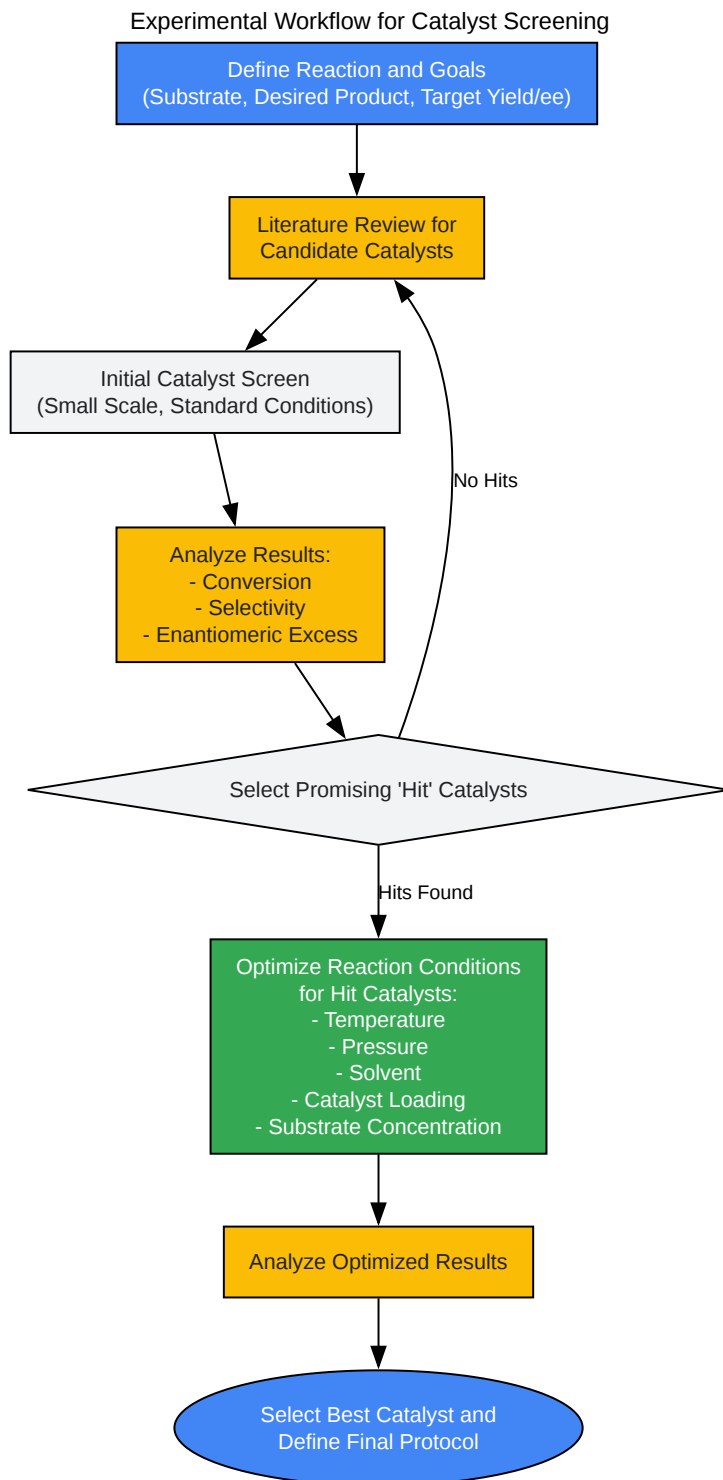 Experimental Workflow for Catalyst Screening
Define Reaction and Goals
(Substrate, Desired Product, Target Yield/ee)
Literature Review for
Candidate Catalysts
Initial Catalyst Screen
(Small Scale, Standard Conditions)
No Hits
Analyze Results:
- Conversion
- Selectivity
- Enantiomeric Excess
Select Promising 'Hit' Catalysts
Hits Found
Optimize Reaction Conditions
for Hit Catalysts:
- Temperature
- Pressure
- Solvent
- Catalyst Loading
- Substrate Concentration
Analyze Optimized Results
Select Best Catalyst and
Define Final Protocol